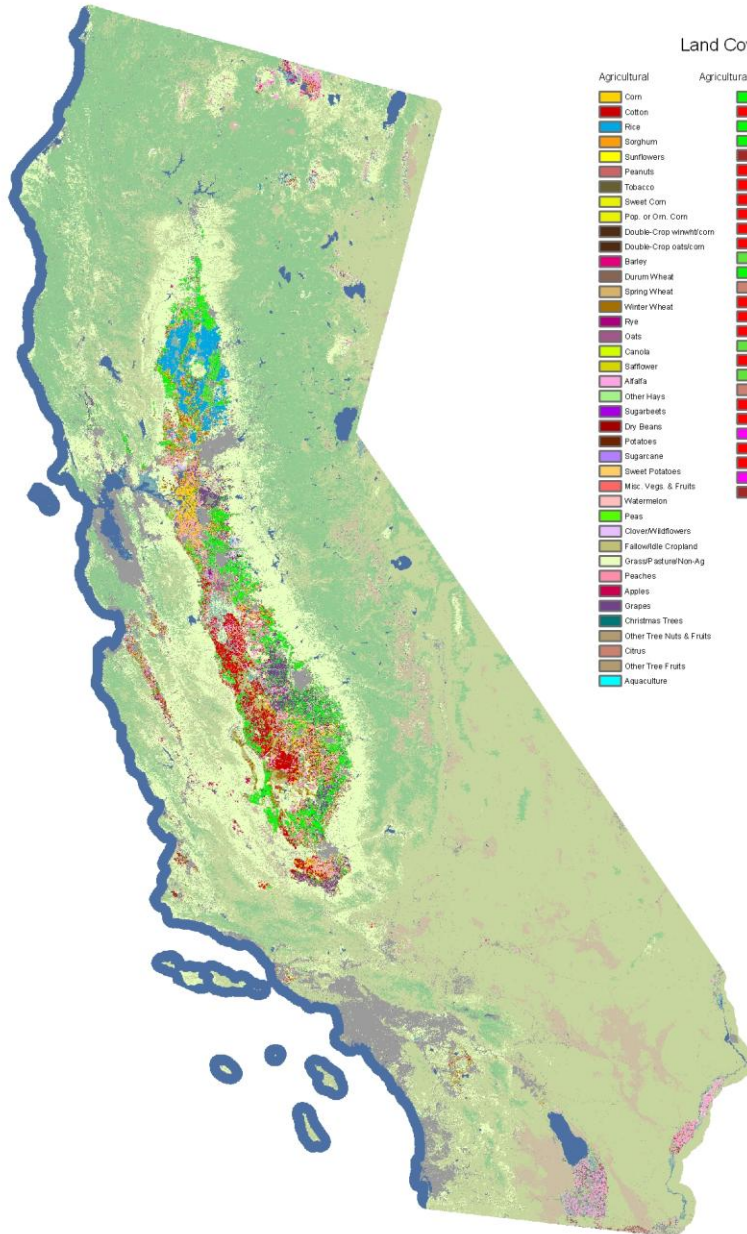 Land Cov
Agricultural
Agricultura
Corn
Cotton
Rice
Sorghum
Sunflowers
Peanuts
Tobacco
Sweet Corn
Pop. or Orn. Corn
Double-Crop winwht/corn
Double-Crop oats/corn
Barley
Durum Wheat
Spring Wheat
Winter Wheat
Rye
Oats
Canola
Safflower
Alfalfa
Other Hays
Sugarbeets
Dry Beans
Potatoes
Sugarcane
Sweet Potatoes
Misc. Vegs. & Fruits
Watermelon
Peas
Clover/Wildflowers
Fallow/Idle Cropland
Grass/Pasture/Non-Ag
Peaches
Apples
Grapes
Christmas Trees
Other Tree Nuts & Fruits
Citrus
Other Tree Fruits
Aquaculture